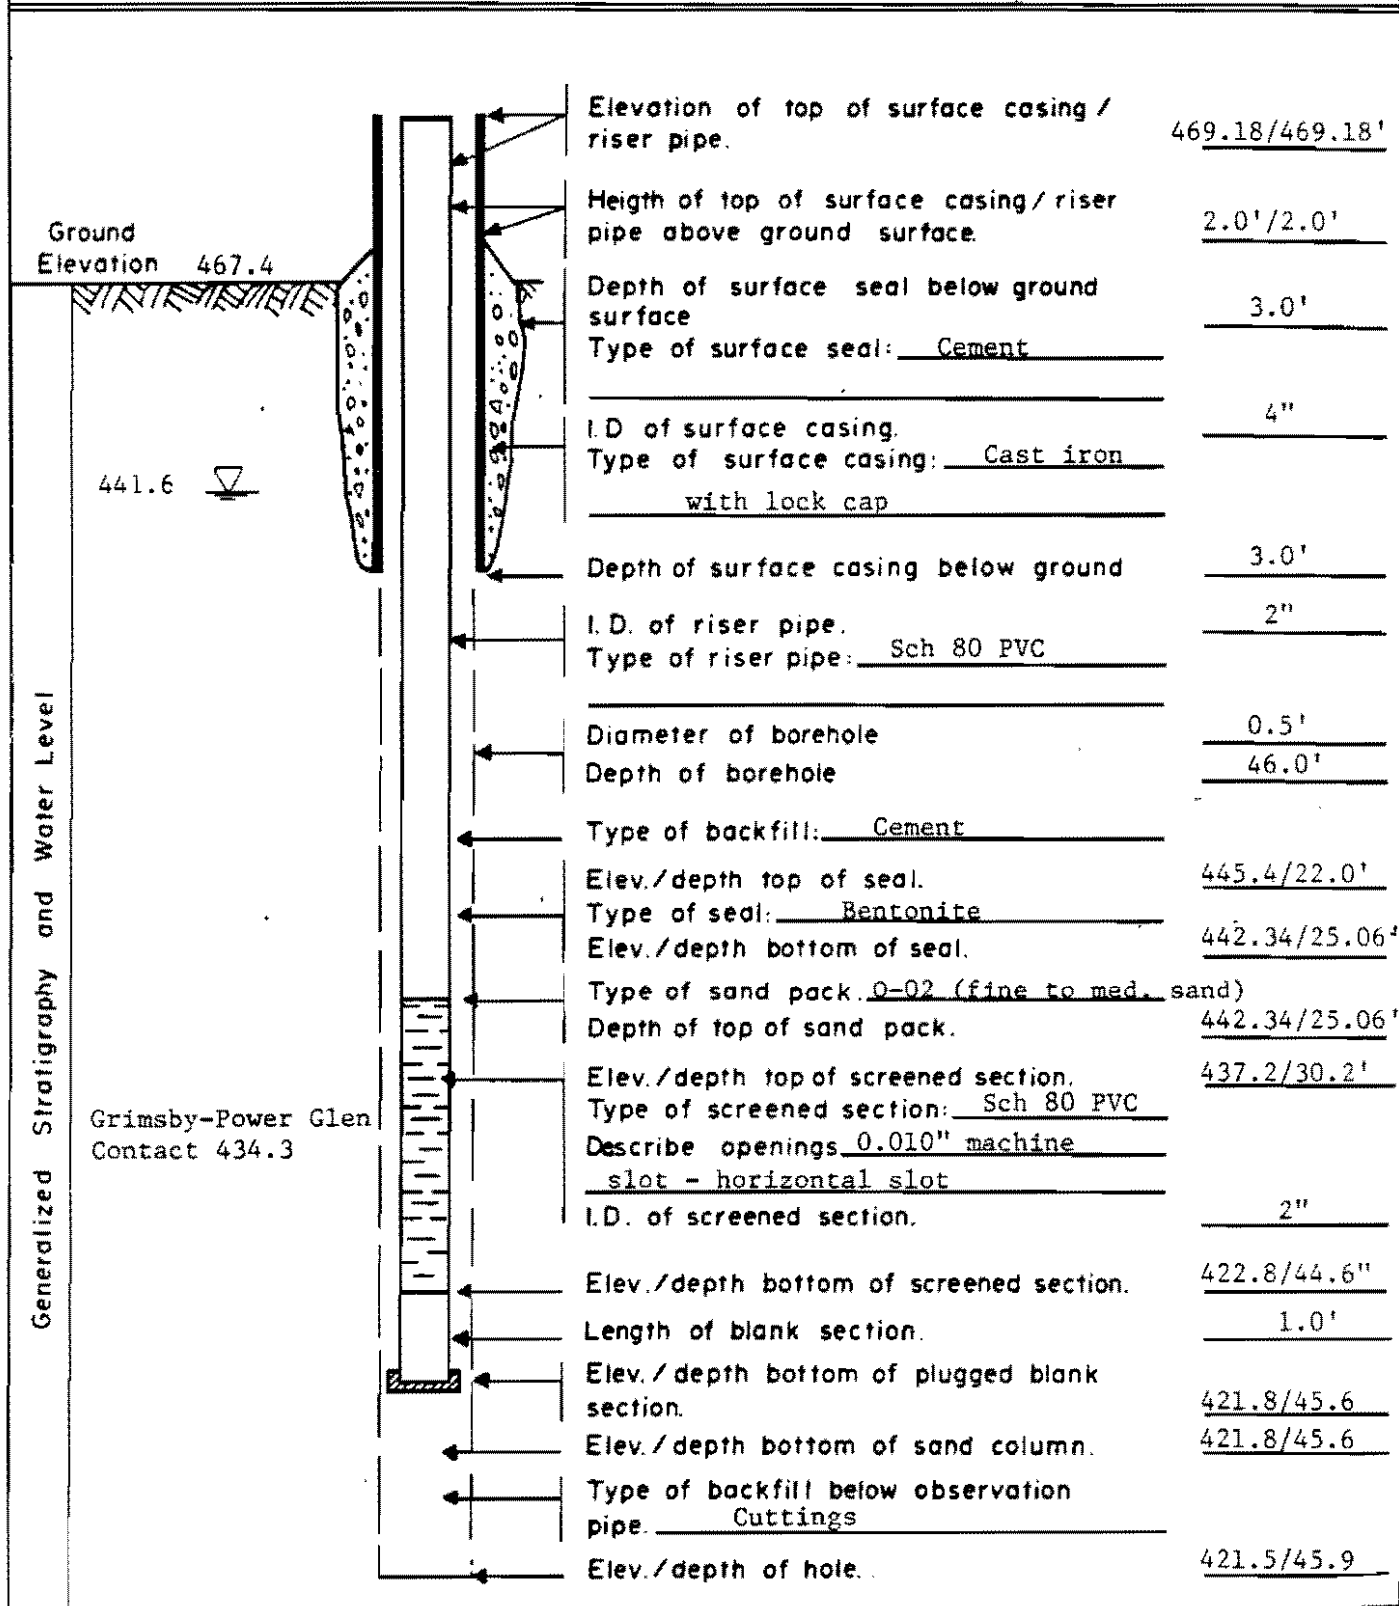 Elevation of top of surface casing /
riser pipe. 469.18/469.18'
Heigth of top of surface casing / riser
pipe above ground surface. 2.0'/2.0'
Ground
Elevation 467.4
Depth of surface seal below ground
surface 3.0'
Type of surface seal: Cement
I.D of surface casing. 4"
Type of surface casing: Cast iron
with lock cap
441.6
Depth of surface casing below ground 3.0'
I.D. of riser pipe. 2"
Type of riser pipe: Sch 80 PVC
Diameter of borehole 0.5'
Depth of borehole 46.0'
Type of backfill: Cement
Elev./depth top of seal. 445.4/22.0'
Type of seal: Bentonite
Elev./depth bottom of seal. 442.34/25.06'
Type of sand pack. 0-02 (fine to med. sand)
Depth of top of sand pack. 442.34/25.06'
Elev./depth top of screened section. 437.2/30.2'
Type of screened section: Sch 80 PVC
Describe openings 0.010" machine
slot - horizontal slot
I.D. of screened section. 2"
Grimsby-Power Glen
Contact 434.3
Elev./depth bottom of screened section. 422.8/44.6"
Length of blank section. 1.0'
Elev./depth bottom of plugged blank
section. 421.8/45.6
Elev./depth bottom of sand column. 421.8/45.6
Type of backfill below observation
pipe. Cuttings
Elev./depth of hole. 421.5/45.9
Generalized Stratigraphy and Water Level